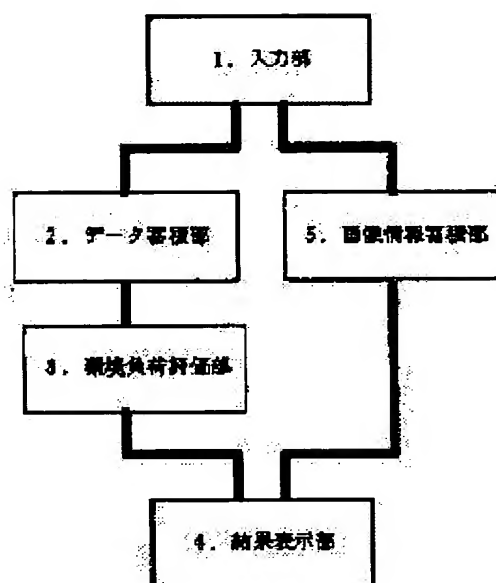 1. 入力部
2. データ蓄積部
5. 画像情報蓄積部
3. 環境負荷評価部
4. 結果表示部